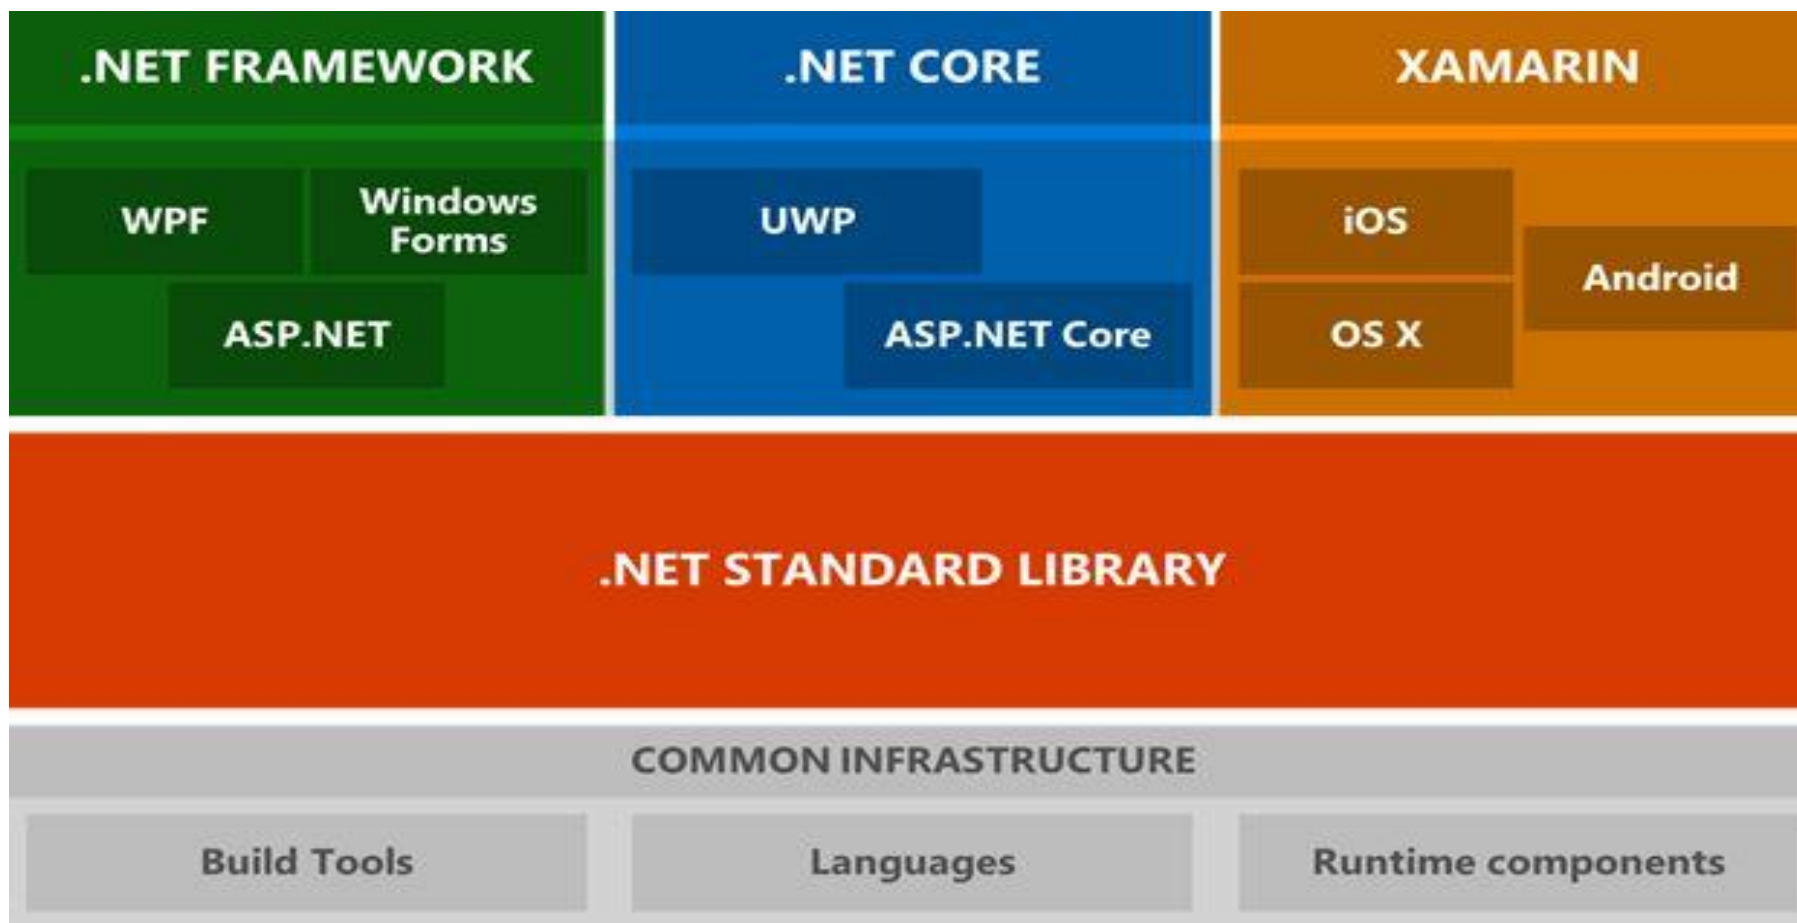 .NET FRAMEWORK
.NET CORE
XAMARIN
WPF
Windows
Forms
ASP.NET
UWP
ASP.NET Core
iOS
Android
OS X
.NET STANDARD LIBRARY
COMMON INFRASTRUCTURE
Build Tools
Languages
Runtime components